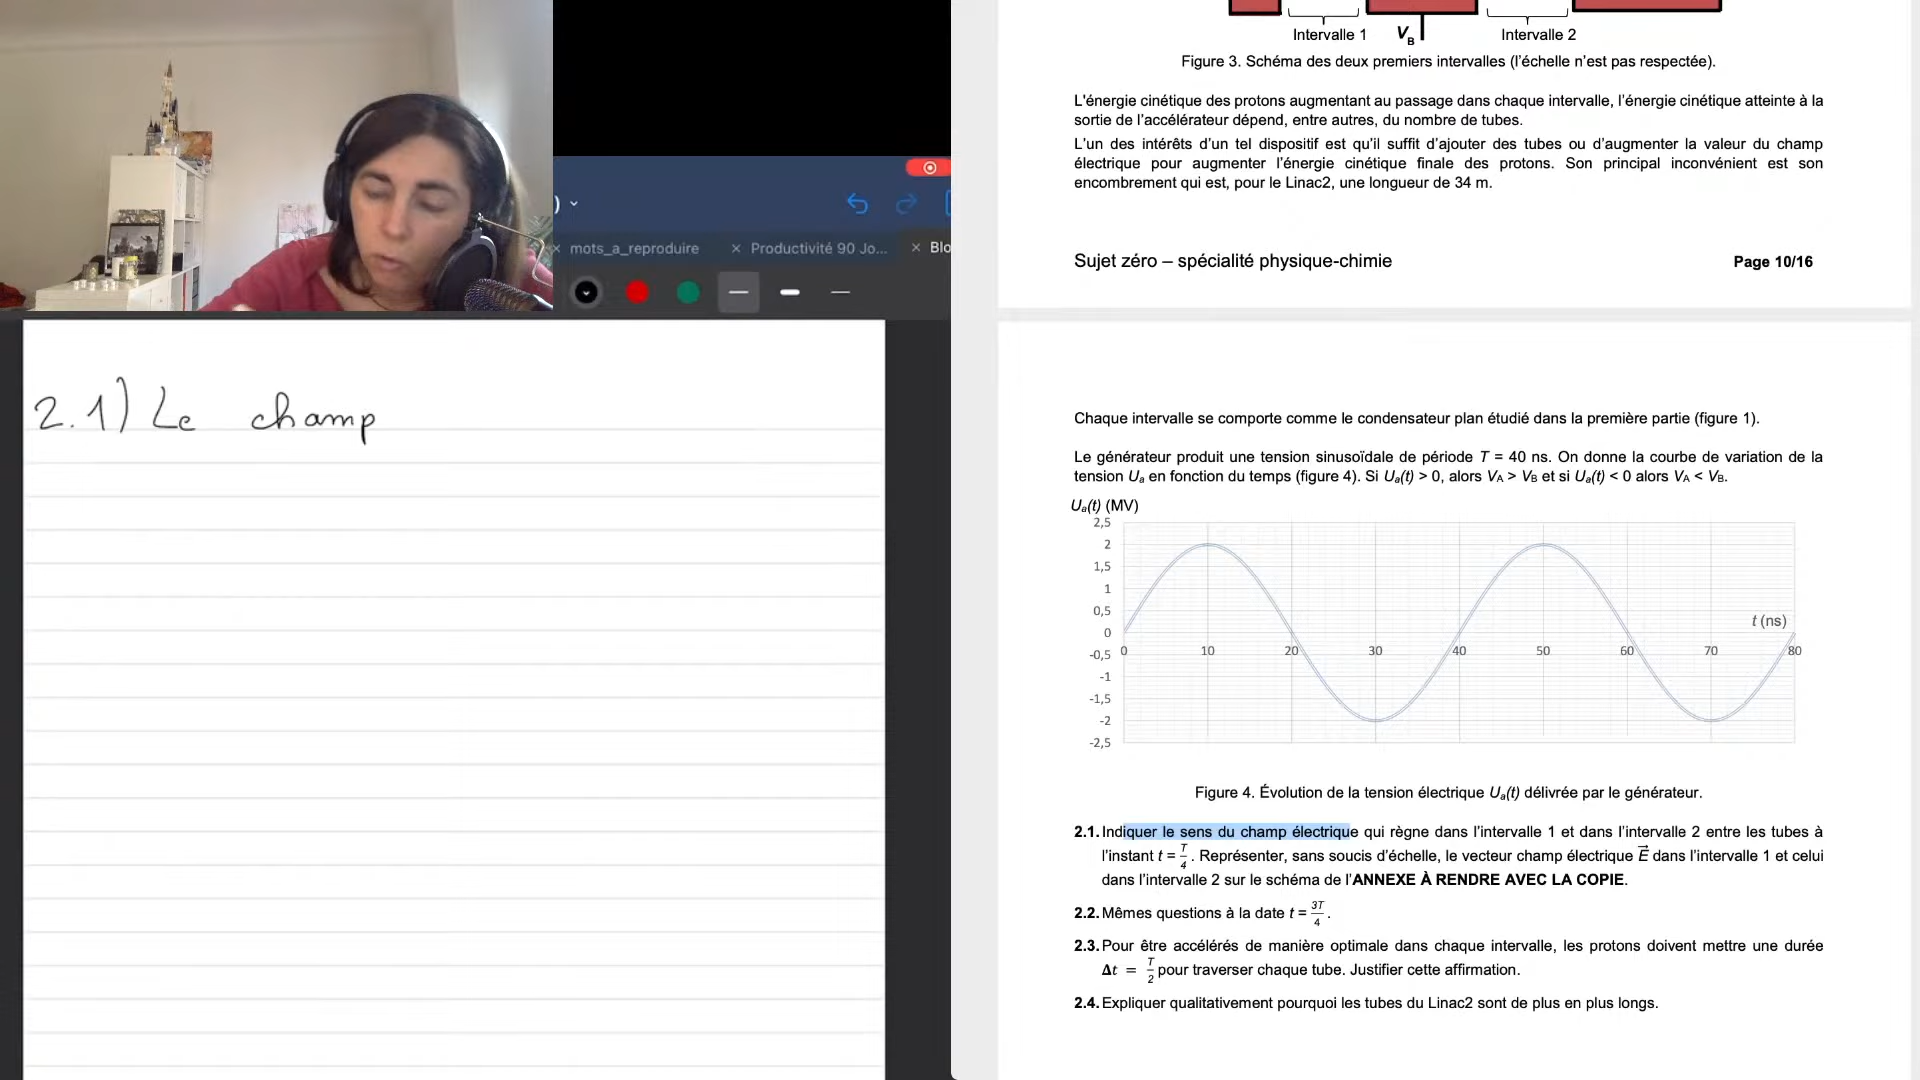 ) 
mots_a_reproduire
Productivité 90 Jo...
Blo
2.1) Le champ
Intervalle 1
VB
Intervalle 2
Figure 3. Schéma des deux premiers intervalles (l'échelle n'est pas respectée).
L'énergie cinétique des protons augmentant au passage dans chaque intervalle, l'énergie cinétique atteinte à la
sortie de l'accélérateur dépend, entre autres, du nombre de tubes.
L'un des intérêts d'un tel dispositif est qu'il suffit d'ajouter des tubes ou d'augmenter la valeur du champ
électrique pour augmenter l'énergie cinétique finale des protons. Son principal inconvénient est son
encombrement qui est, pour le Linac2, une longueur de 34 m.
Sujet zéro – spécialité physique-chimie
Page 10/16
Chaque intervalle se comporte comme le condensateur plan étudié dans la première partie (figure 1).
Le générateur produit une tension sinusoïdale de période T = 40 ns. On donne la courbe de variation de la
tension Ua en fonction du temps (figure 4). Si Ua(t) > 0, alors VA > VB et si Ua(t) < 0 alors VA < VB.
Ua(t) (MV)
2,5
2
1,5
1
0,5
0
-0,5
-1
-1,5
-2
-2,5
t (ns)
0 10 20 30 40 50 60 70 80
Figure 4. Évolution de la tension électrique Ua(t) délivrée par le générateur.
2.1. Indiquer le sens du champ électrique qui règne dans l'intervalle 1 et dans l'intervalle 2 entre les tubes à
l'instant t = T/4. Représenter, sans soucis d'échelle, le vecteur champ électrique E⃗ dans l'intervalle 1 et celui
dans l'intervalle 2 sur le schéma de l'ANNEXE À RENDRE AVEC LA COPIE.
2.2. Mêmes questions à la date t = 3T/4.
2.3. Pour être accélérés de manière optimale dans chaque intervalle, les protons doivent mettre une durée
Δt = T/2 pour traverser chaque tube. Justifier cette affirmation.
2.4. Expliquer qualitativement pourquoi les tubes du Linac2 sont de plus en plus longs.